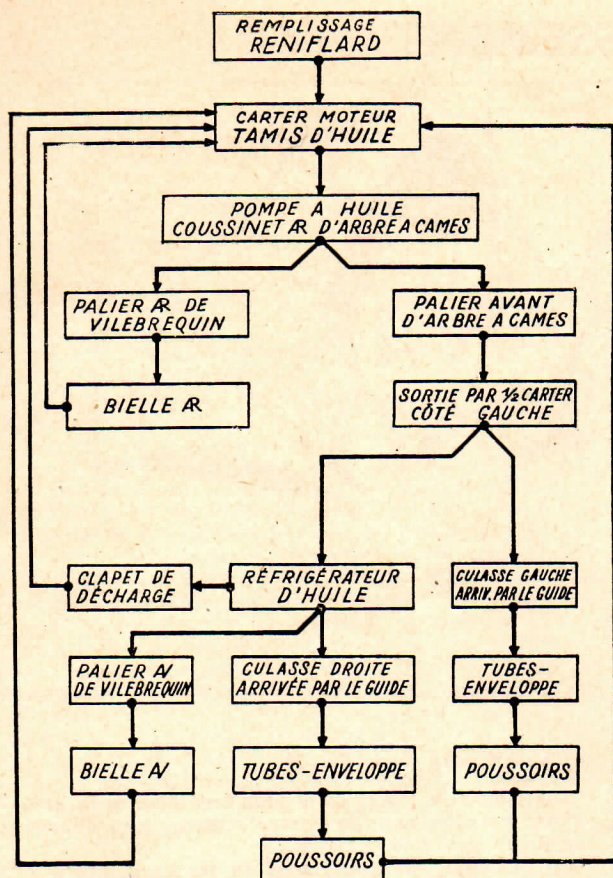 REMPLISSAGE
RENIFLARD
CARTER MOTEUR
TAMIS D'HUILE
POMPE A HUILE
COUSSINET AR D'ARBRE A CAMES
PALIER AR DE
VILEBREQUIN
PALIER AVANT
D'ARBRE A CAMES
BIELLE AR
SORTIE PAR 1/2 CARTER
CÔTÉ GAUCHE
CLAPET DE
DÉCHARGE
RÉFRIGÉRATEUR
D'HUILE
CULASSE GAUCHE
ARRIV. PAR LE GUIDE
PALIER AV
DE VILEBREQUIN
CULASSE DROITE
ARRIVÉE PAR LE GUIDE
TUBES-
ENVELOPPE
BIELLE AV
TUBES-ENVELOPPE
POUSSOIRS
POUSSOIRS